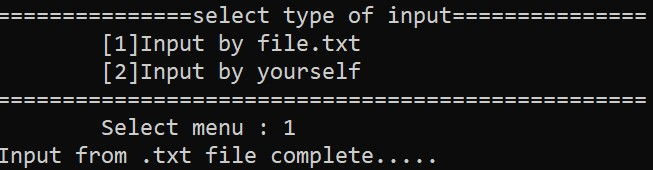 ===============select type of input===============
[1]Input by file.txt
[2]Input by yourself
==================================================
Select menu : 1
Input from .txt file complete.....